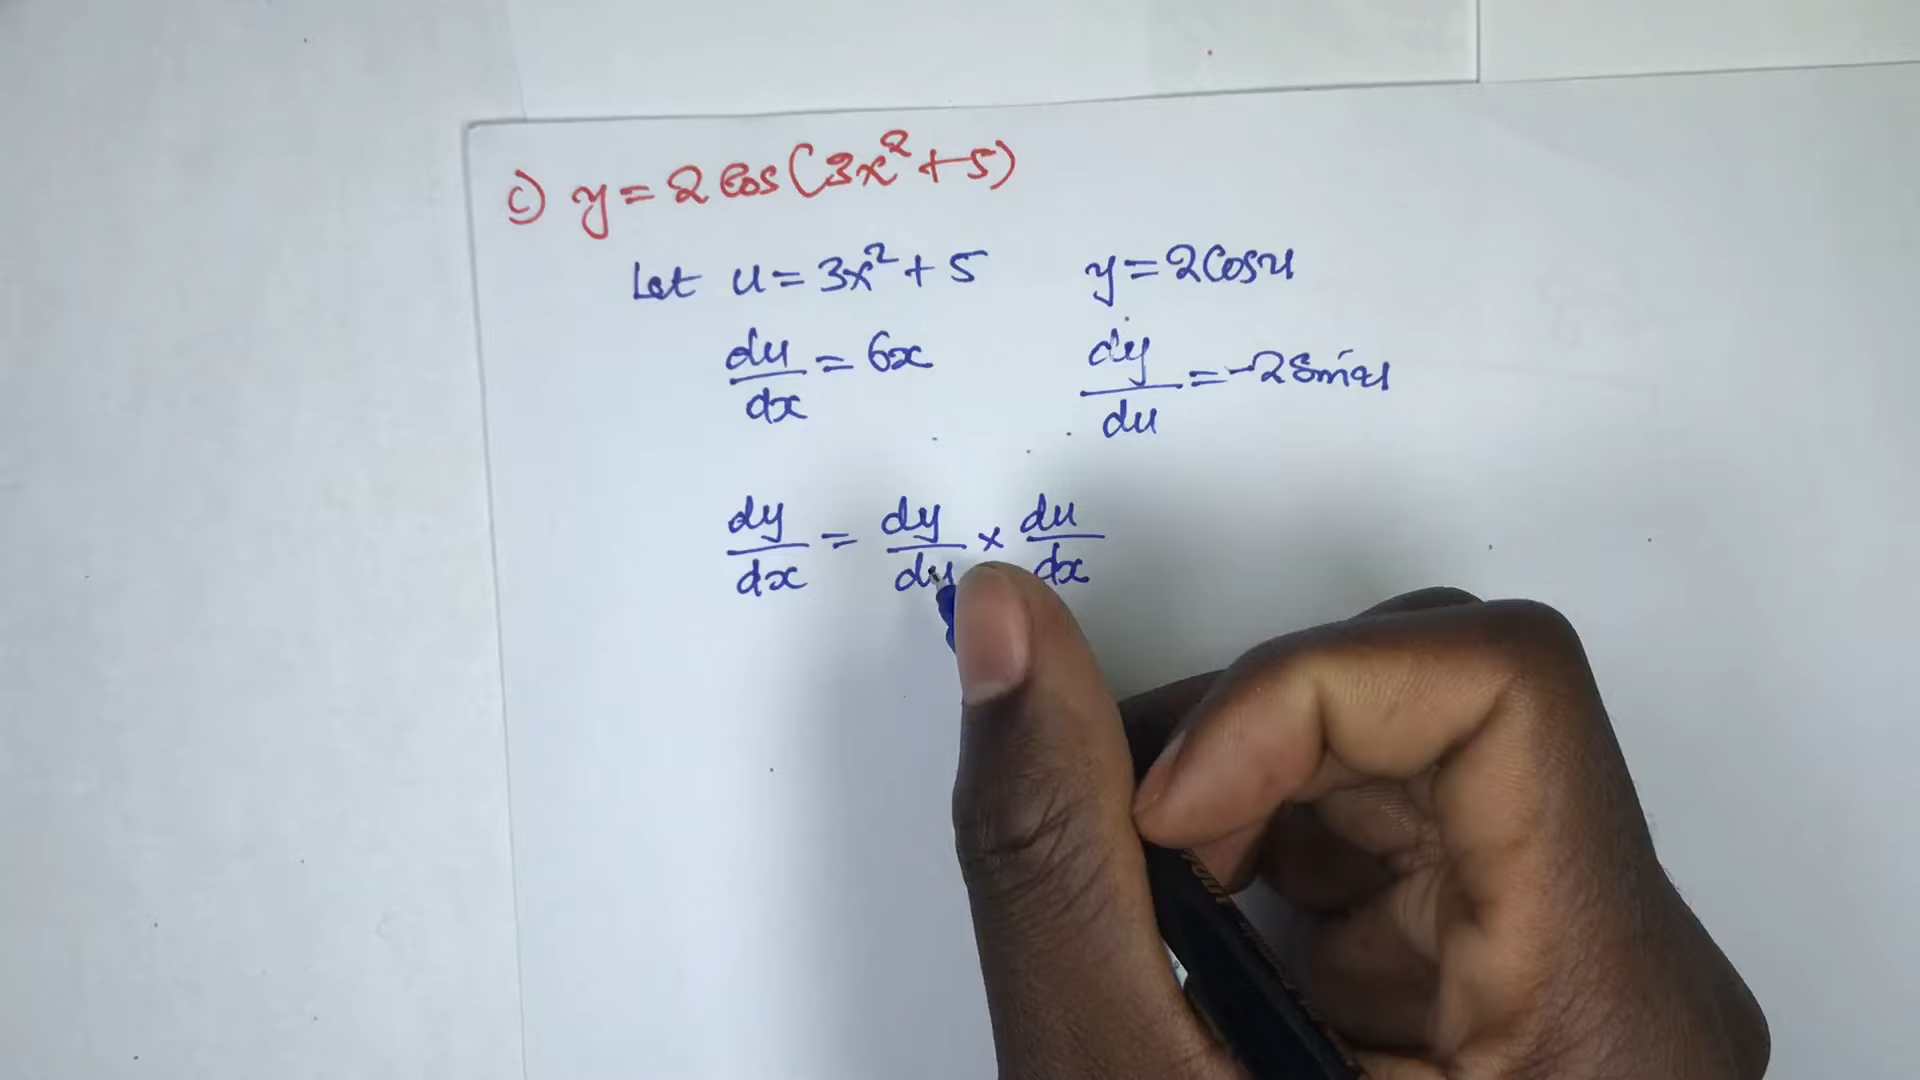 c) y = 2 Cos (3x² + 5)
Let u = 3x² + 5    y = 2 Cos u
du/dx = 6x    dy/du = -2 Sin u
dy/dx = dy/du × du/dx